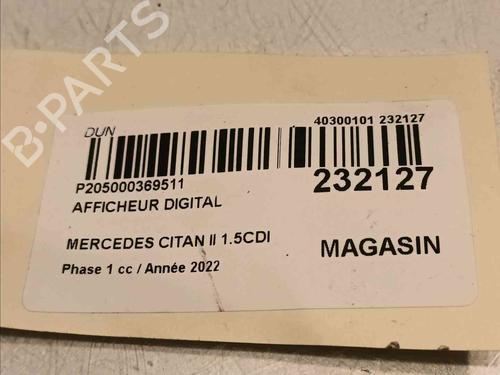 B-PARTS
DUN
40300101 232127
P205000369511
232127
AFFICHEUR DIGITAL
MERCEDES CITAN II 1.5CDI
MAGASIN
Phase 1 cc / Année 2022